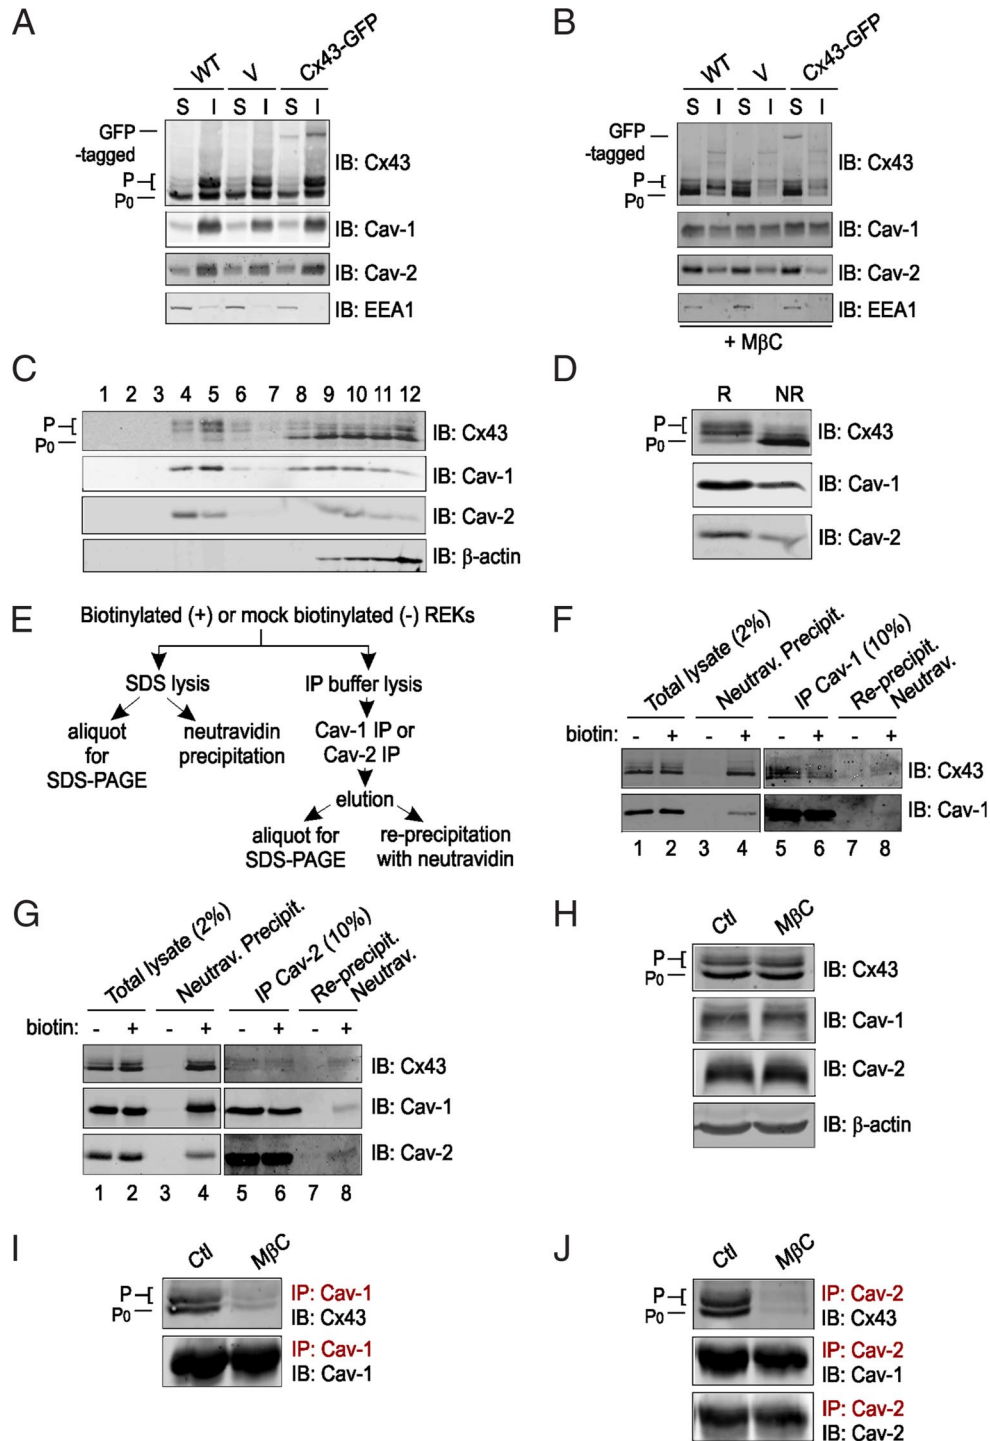 A
WT V Cx43-GFP
S I S I S I
GFP
-tagged
P
P0
IB: Cx43
IB: Cav-1
IB: Cav-2
IB: EEA1
B
WT V Cx43-GFP
S I S I S I
GFP
-tagged
P
P0
IB: Cx43
IB: Cav-1
IB: Cav-2
IB: EEA1
+ MβC
C
1 2 3 4 5 6 7 8 9 10 11 12
P
P0
IB: Cx43
IB: Cav-1
IB: Cav-2
IB: β-actin
D
R NR
P
P0
IB: Cx43
IB: Cav-1
IB: Cav-2
E
Biotinylated (+) or mock biotinylated (-) REKs
SDS lysis
IP buffer lysis
aliquot
for
SDS-PAGE
neutravidin
precipitation
Cav-1 IP or
Cav-2 IP
elution
aliquot for
SDS-PAGE
re-precipitation
with neutravidin
F
Total lysate (2%)
Neutrav. Precipit.
IP Cav-1 (10%)
Re-precipit.
Neutrav.
biotin: - + - + - + - +
IB: Cx43
IB: Cav-1
1 2 3 4 5 6 7 8
G
Total lysate (2%)
Neutrav. Precipit.
IP Cav-2 (10%)
Re-precipit.
Neutrav.
biotin: - + - + - + - +
IB: Cx43
IB: Cav-1
IB: Cav-2
1 2 3 4 5 6 7 8
H
Ctl MβC
P
P0
IB: Cx43
IB: Cav-1
IB: Cav-2
IB: β-actin
I
Ctl MβC
P
P0
IP: Cav-1
IB: Cx43
IP: Cav-1
IB: Cav-1
J
Ctl MβC
P
P0
IP: Cav-2
IB: Cx43
IP: Cav-2
IB: Cav-1
IP: Cav-2
IB: Cav-2